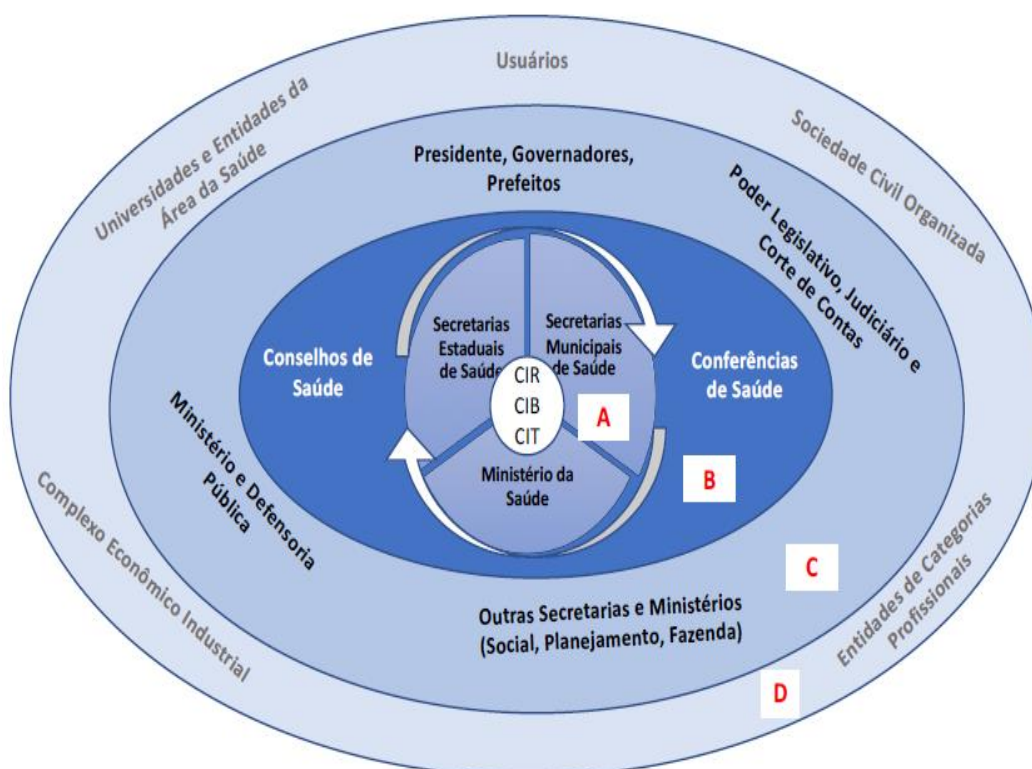 Usuários
Universidades e Entidades da
Área da Saúde
Sociedade Civil Organizada
Presidente, Governadores,
Prefeitos
Poder Legislativo, Judiciário e
Corte de Contas
Secretarias
Estaduais
de Saúde
Secretarias
Municipais
de Saúde
Conselhos de
Saúde
Conferências
de Saúde
CIR
CIB
CIT
A
Ministério da
Saúde
B
Ministério e Defensoria
Pública
C
Complexo Econômico Industrial
Outras Secretarias e Ministérios
(Social, Planejamento, Fazenda)
Entidades de Categorias
Profissionais
D